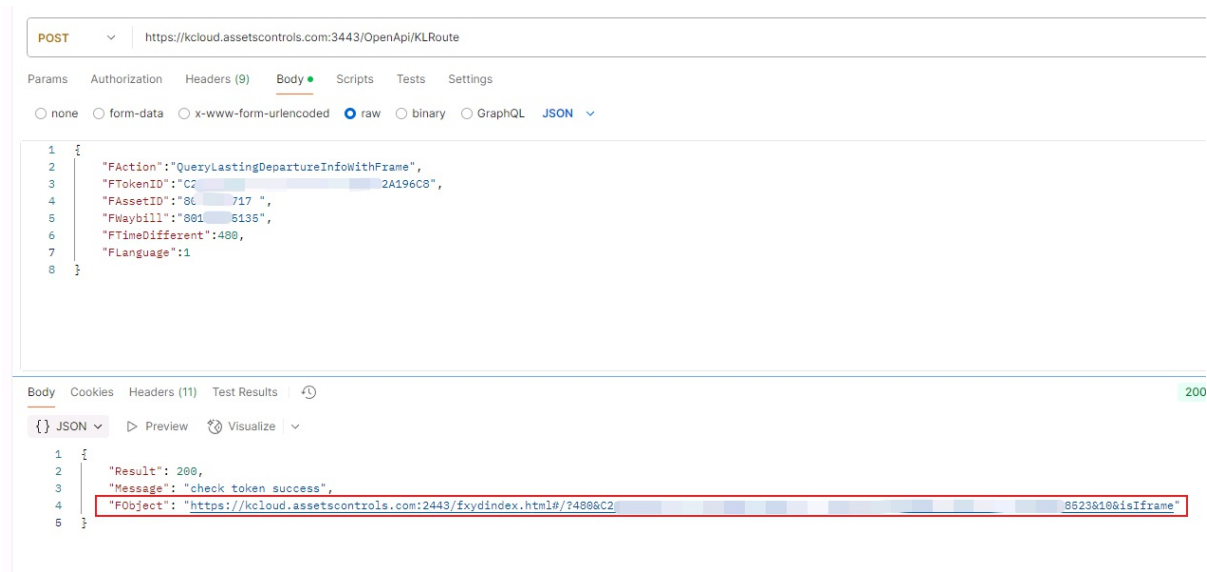 POST https://kcloud.assetscontrols.com:3443/OpenApi/KLRoute
Params Authorization Headers (9) Body Scripts Tests Settings
none form-data x-www-form-urlencoded raw binary GraphQL JSON
1 {
2 "FAction":"QueryLastingDepartureInfoWithFrame",
3 "FTokenID":"C2 2A196C8",
4 "FAssetID":"80 717 ",
5 "FWaybill":"801 5135",
6 "FTimeDifferent":480,
7 "FLanguage":1
8 }
Body Cookies Headers (11) Test Results 200
{} JSON Preview Visualize
1 {
2 "Result": 200,
3 "Message": "check token success",
4 "FObject": "https://kcloud.assetscontrols.com:2443/fxydindex.html#/?480&C2 8523&10&isIframe"
5 }